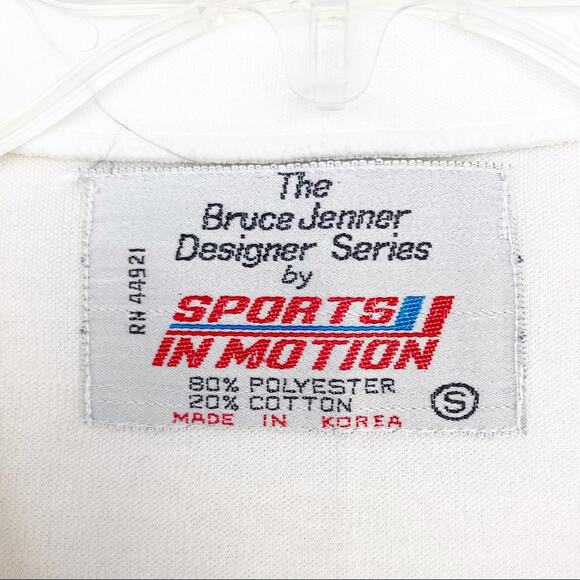 The
Bruce Jenner
Designer Series
by
SPORTS
IN MOTION
80% POLYESTER
20% COTTON
MADE IN KOREA
S
RN 44921